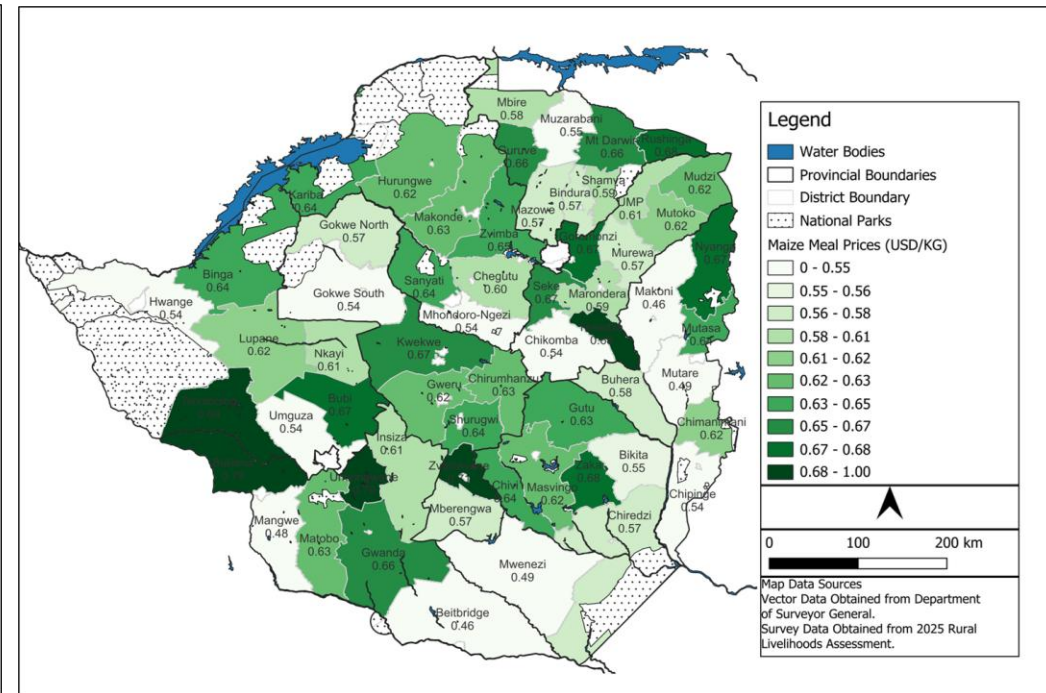 Mbire
0.58
Muzarabani
0.55
Mt Darwin
0.66
Guruve
0.66
Mudzi
0.62
Hurungwe
0.62
Shamva
0.59
Bindura
0.57
UMP
0.61
Mutoko
0.62
Kariba
0.64
Makonde
0.63
Mazowe
0.57
Gokwe North
0.57
Zvimba
0.65
Murewa
0.57
Nyanga
0.67
Binga
0.64
Sanyati
0.64
Chegutu
0.60
Seke
0.67
Marondera
0.59
Makoni
0.46
Hwange
0.54
Gokwe South
0.54
Mhondoro-Ngezi
0.54
Mutasa
Lupane
0.62
Nkayi
0.61
Kwekwe
0.67
Chikomba
0.54
Mutare
0.49
Buhera
0.58
Gweru
0.62
Chirumhanzu
0.63
Bubi
0.67
Umguza
0.54
Shurugwi
0.64
Gutu
0.63
Chimanimani
0.62
Insiza
0.61
Bikita
0.55
Zaka
0.68
Chivi
0.64
Masvingo
0.62
Chipinge
0.54
Mberengwa
0.57
Chiredzi
0.57
Mangwe
0.48
Matobo
0.63
Gwanda
0.66
Mwenezi
0.49
Beitbridge
0.46
Legend
Water Bodies
Provincial Boundaries
District Boundary
National Parks
Maize Meal Prices (USD/KG)
0 - 0.55
0.55 - 0.56
0.56 - 0.58
0.58 - 0.61
0.61 - 0.62
0.62 - 0.63
0.63 - 0.65
0.65 - 0.67
0.67 - 0.68
0.68 - 1.00
0 100 200 km
Map Data Sources
Vector Data Obtained from Department
of Surveyor General.
Survey Data Obtained from 2025 Rural
Livelihoods Assessment.